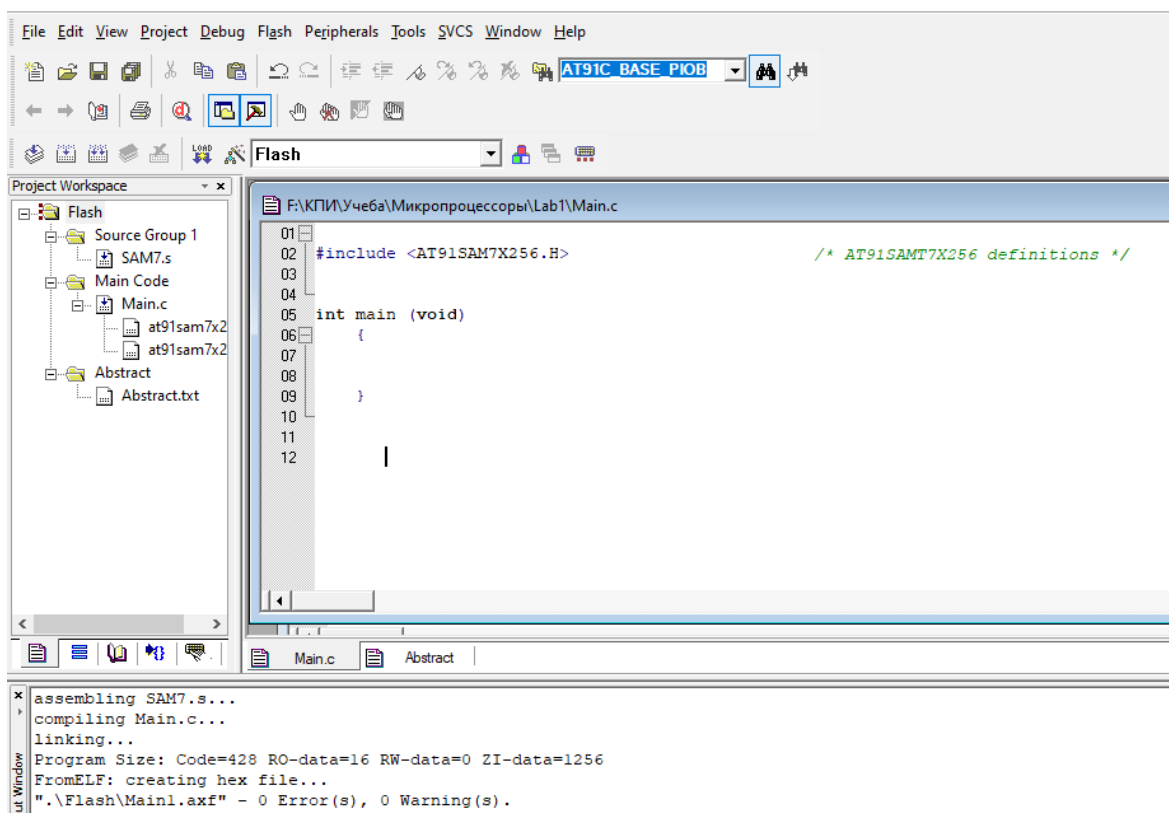 File Edit View Project Debug Flash Peripherals Tools SVCS Window Help
AT91C_BASE_PIOB
LOAD
Flash
Project Workspace
Flash
Source Group 1
SAM7.s
Main Code
Main.c
at91sam7x2
at91sam7x2
Abstract
Abstract.txt
F:\КПИ\Учеба\Микропроцессоры\Lab1\Main.c
01
02 #include <AT91SAM7X256.H> /* AT91SAMT7X256 definitions */
03
04
05 int main (void)
06 {
07
08
09 }
10
11
12
Main.c Abstract
assembling SAM7.s...
compiling Main.c...
linking...
Program Size: Code=428 RO-data=16 RW-data=0 ZI-data=1256
FromELF: creating hex file...
".\Flash\Main1.axf" - 0 Error(s), 0 Warning(s).
ut Window